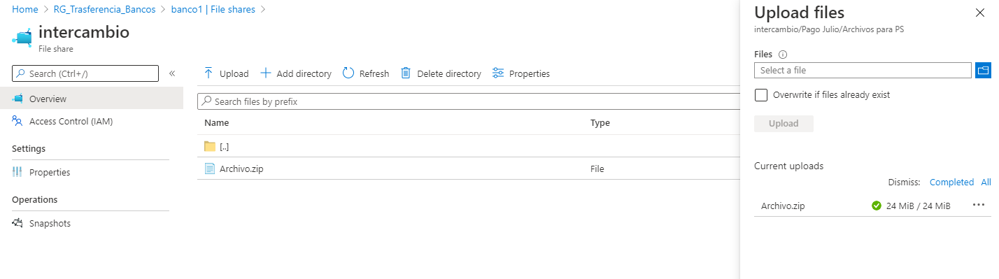 Home > RG_Trasferencia_Bancos > banco1 | File shares >
intercambio
File share
Search (Ctrl+/)
«
Overview
Access Control (IAM)
Settings
Properties
Operations
Snapshots
Upload
Add directory
Refresh
Delete directory
Properties
Search files by prefix
Name Type
[..]
Archivo.zip File
Upload files
intercambio/Pago Julio/Archivos para PS
Files
Select a file
Overwrite if files already exist
Upload
Current uploads
Dismiss: Completed All
Archivo.zip 24 MiB / 24 MiB